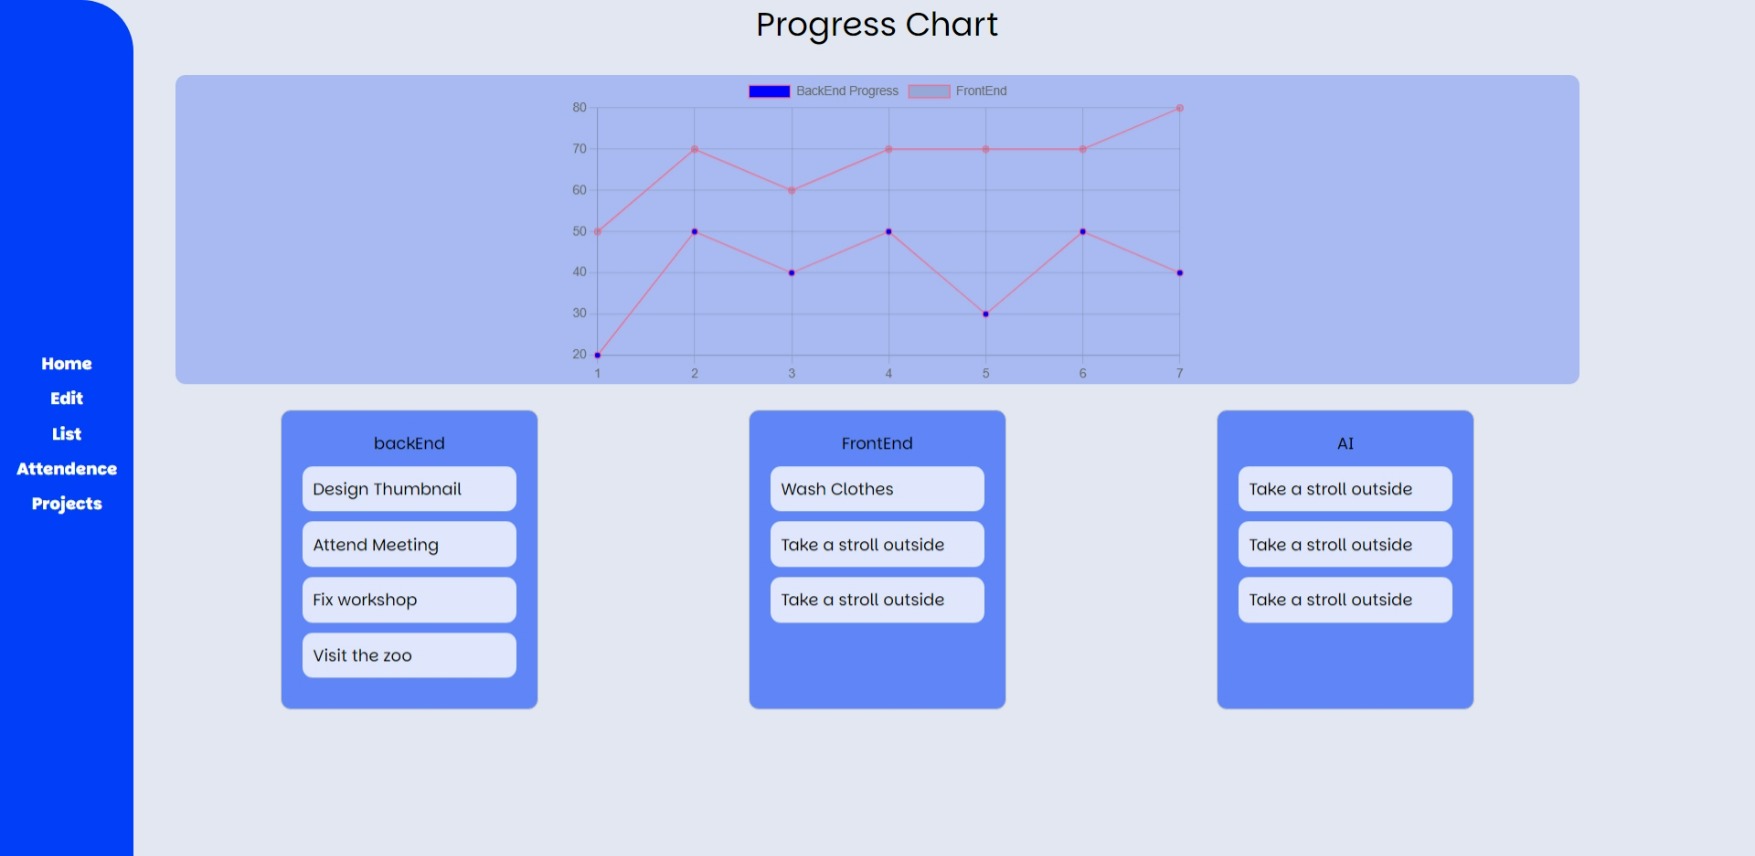 Progress Chart
BackEnd Progress FrontEnd
80
70
60
50
40
30
20
1 2 3 4 5 6 7
Home
Edit
List
Attendence
Projects
backEnd
Design Thumbnail
Attend Meeting
Fix workshop
Visit the zoo
FrontEnd
Wash Clothes
Take a stroll outside
Take a stroll outside
AI
Take a stroll outside
Take a stroll outside
Take a stroll outside